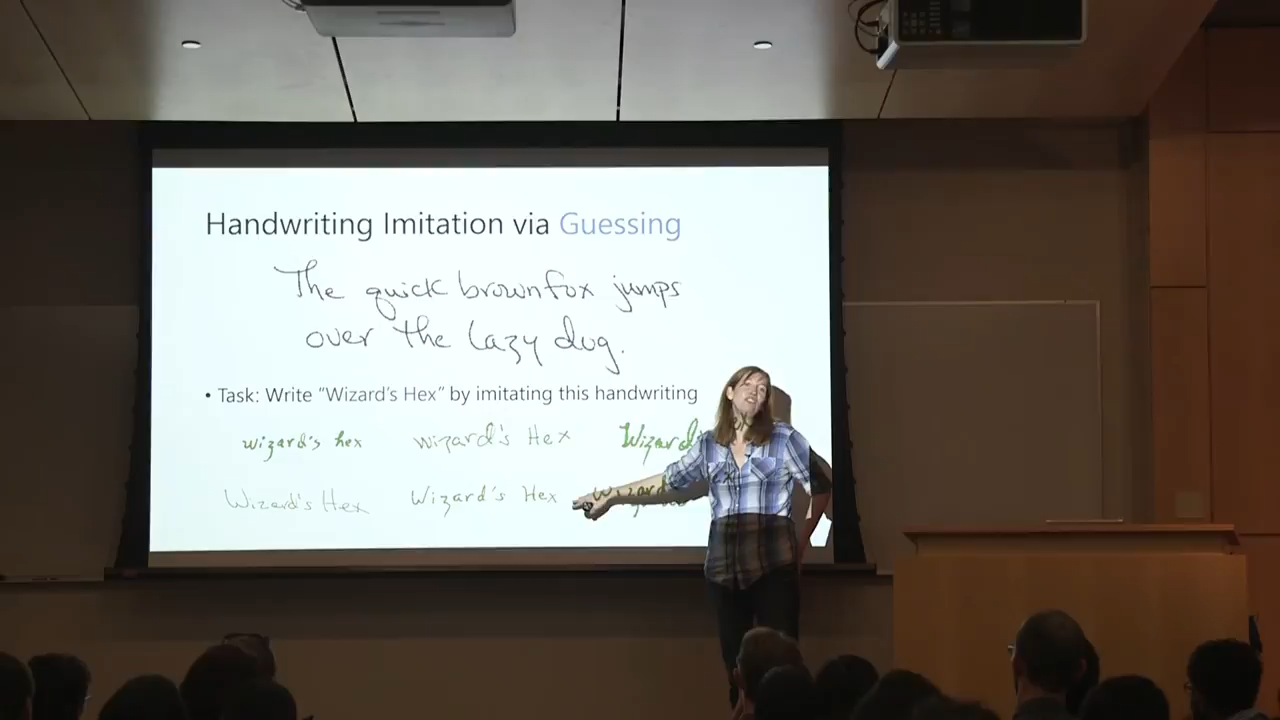 Handwriting Imitation via Guessing
The quick brown fox jumps
over the lazy dog.
• Task: Write "Wizard's Hex" by imitating this handwriting
wizard's hex wizard's Hex Wizard's
Wizard's Hex Wizard's Hex